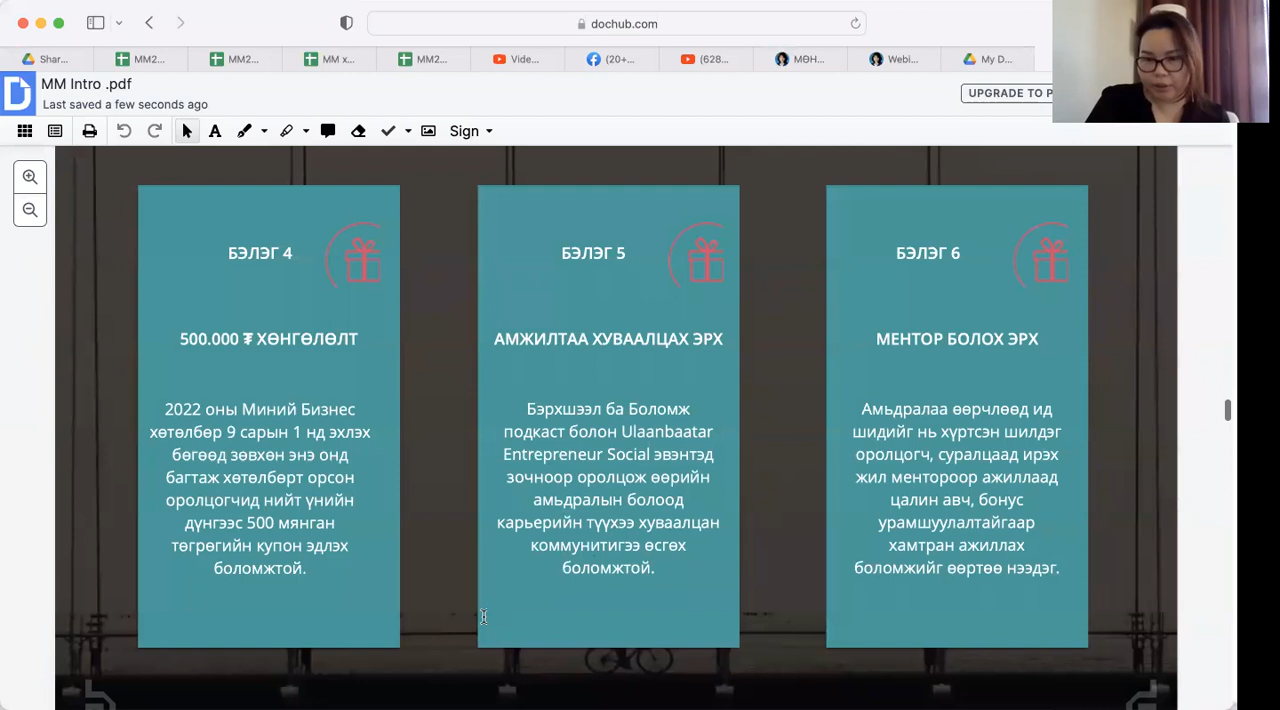 dochub.com
Shar...
MM2...
MM2...
MM x...
MM2...
Vide...
(20+...
(628...
МӨН...
Webi...
My D...
MM Intro .pdf
Last saved a few seconds ago
UPGRADE TO P
A
Sign
БЭЛЭГ 4
500.000 ₮ ХӨНГӨЛӨЛТ
2022 оны Миний Бизнес
хөтөлбөр 9 сарын 1 нд эхлэх
бөгөөд зөвхөн энэ онд
багтаж хөтөлбөрт орсон
оролцогчид нийт үнийн
дүнгээс 500 мянган
төгрөгийн купон эдлэх
боломжтой.
БЭЛЭГ 5
АМЖИЛТАА ХУВААЛЦАХ ЭРХ
Бэрхшээл ба Боломж
подкаст болон Ulaanbaatar
Entrepreneur Social эвэнтэд
зочноор оролцож өөрийн
амьдралын болоод
карьерийн түүхээ хуваалцан
коммунитигээ өсгөх
боломжтой.
БЭЛЭГ 6
МЕНТОР БОЛОХ ЭРХ
Амьдралаа өөрчлөөд ид
шидийг нь хүртсэн шилдэг
оролцогч, суралцаад ирэх
жил ментороор ажиллаад
цалин авч, бонус
урамшуулалтайгаар
хамтран ажиллах
боломжийг өөртөө нээдэг.